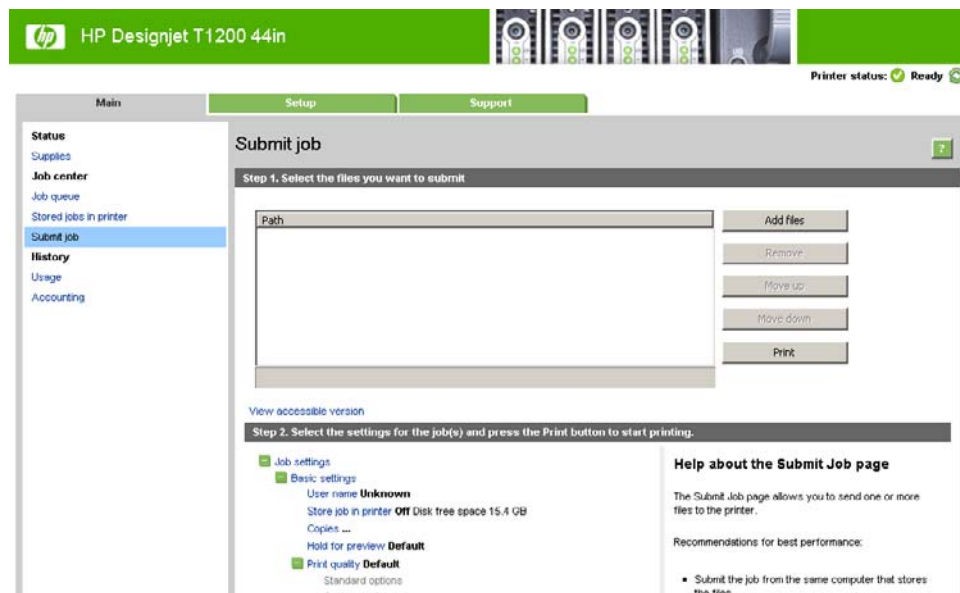 hp HP Designjet T1200 44in
Printer status: Ready
Main Setup Support
Status
Supplies
Job center
Job queue
Stored jobs in printer
Submit job
History
Usage
Accounting
Submit job
?
Step 1. Select the files you want to submit
Path
Add files
Remove
Move up
Move down
Print
View accessible version
Step 2. Select the settings for the job(s) and press the Print button to start printing.
Job settings
Basic settings
User name Unknown
Store job in printer Off Disk free space 15.4 GB
Copies ...
Hold for preview Default
Print quality Default
Standard options
Help about the Submit Job page
The Submit Job page allows you to send one or more
files to the printer.
Recommendations for best performance:
• Submit the job from the same computer that stores
the files.